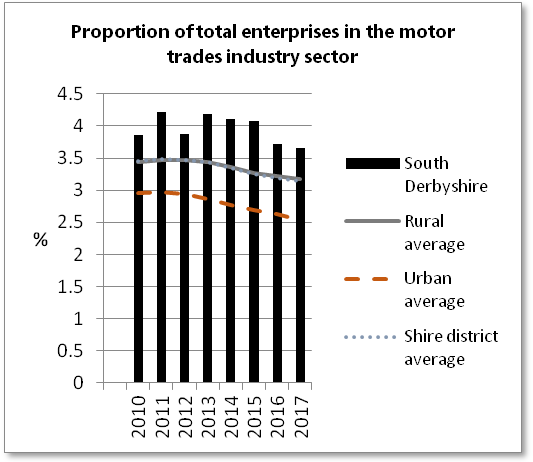 Proportion of total enterprises in the motor
trades industry sector
4.5
4
3.5
3
2.5
2
1.5
1
0.5
0
%
2010
2011
2012
2013
2014
2015
2016
2017
South
Derbyshire
Rural
average
Urban
average
Shire district
average